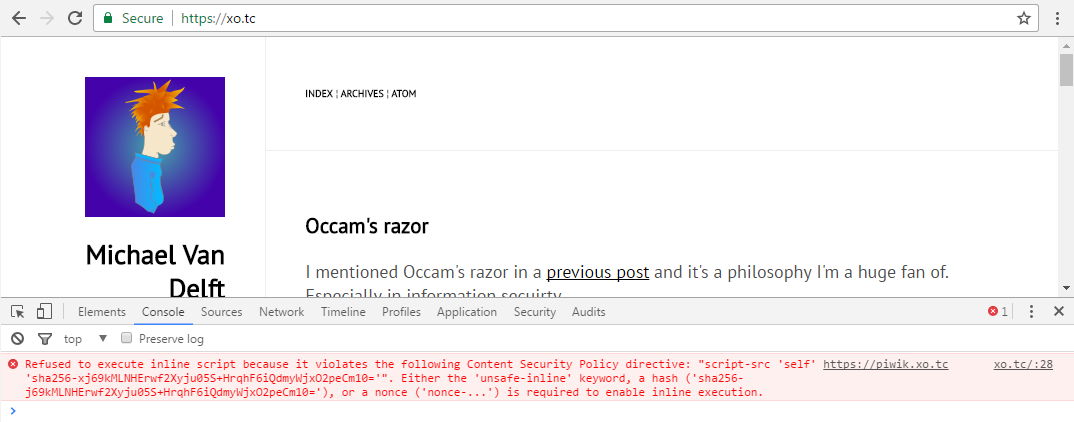 Secure https://xo.tc
INDEX ¦ ARCHIVES ¦ ATOM
Michael Van
Delft
Occam's razor
I mentioned Occam's razor in a previous post and it's a philosophy I'm a huge fan of.
Especially in information secuirty
Elements Console Sources Network Timeline Profiles Application Security Audits 1
top Preserve log
Refused to execute inline script because it violates the following Content Security Policy directive: "script-src 'self' https://piwik.xo.tc xo.tc/:28
'sha256-xj69kMLNHErwf2Xyju05S+HrqhF6iQdmyWjxO2peCm10='". Either the 'unsafe-inline' keyword, a hash ('sha256-
j69kMLNHErwf2Xyju05S+HrqhF6iQdmyWjxO2peCm10='), or a nonce ('nonce-...') is required to enable inline execution.